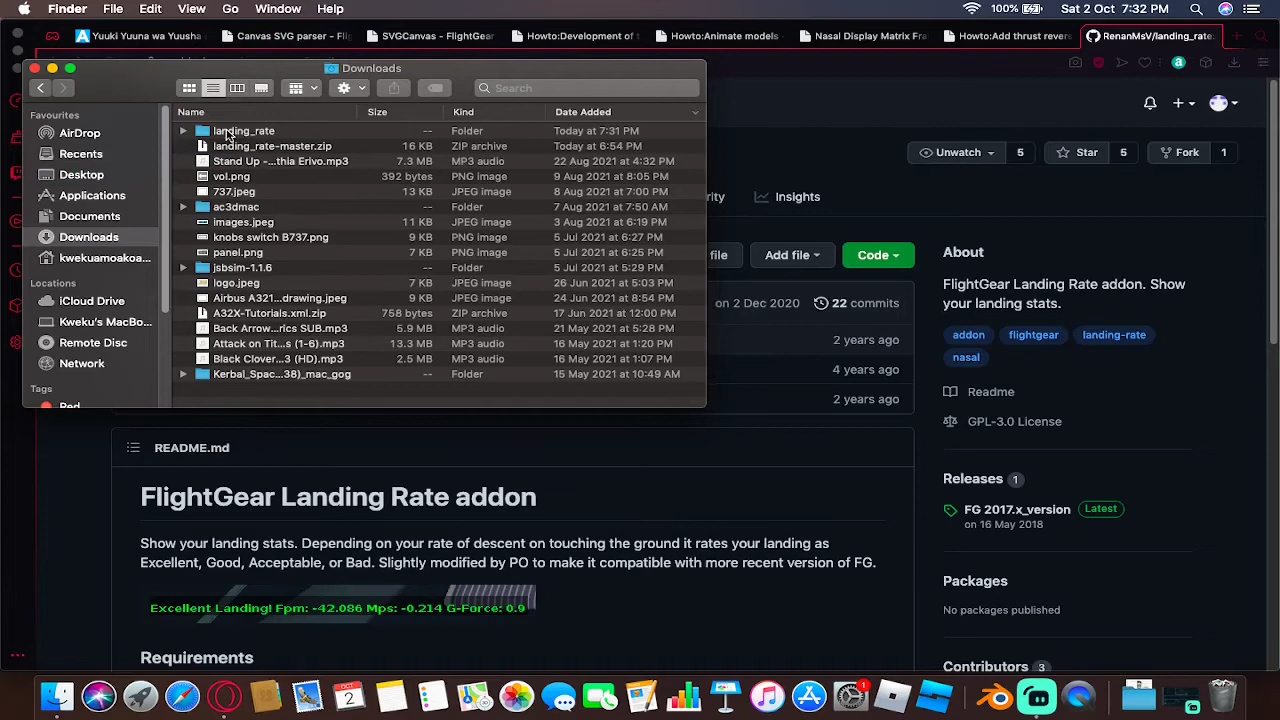 Finder File Edit View Go Window Help 100% Sat 2 Oct 7:32 PM
Yuuki Yuuna wa Yuusha Canvas SVG parser - Fli SVGCanvas - FlightGear Howto:Development of Howto:Animate models - Nasal Display Matrix Fra Howto:Add thrust revers RenanMsV/landing_rate:
Downloads
Search
Favourites
AirDrop
Recents
Desktop
Applications
Documents
Downloads
kwekuamoakoa...
Locations
iCloud Drive
Kweku's MacBo...
Remote Disc
Network
Tags
Red
Name Size Kind Date Added
landing_rate -- Folder Today at 7:31 PM
landing_rate-master.zip 16 KB ZIP archive Today at 6:54 PM
Stand Up -...thia Erivo.mp3 7.3 MB MP3 audio 22 Aug 2021 at 4:32 PM
vol.png 392 bytes PNG image 9 Aug 2021 at 8:05 PM
737.jpeg 13 KB JPEG image 8 Aug 2021 at 7:00 PM
ac3dmac -- Folder 7 Aug 2021 at 8:50 AM
images.jpeg 11 KB JPEG image 3 Aug 2021 at 6:19 PM
knobs switch B737.png 9 KB PNG image 5 Jul 2021 at 6:27 PM
panel.png 7 KB PNG image 5 Jul 2021 at 6:25 PM
jsbsim-1.1.6 -- Folder 5 Jul 2021 at 5:29 PM
logo.jpeg 7 KB JPEG image 26 Jun 2021 at 5:03 PM
Airbus A321...drawing.jpeg 9 KB JPEG image 24 Jun 2021 at 8:54 PM
A32X-Tutorials.xml.zip 758 bytes ZIP archive 17 Jun 2021 at 12:00 PM
Back Arrow...rics SUB.mp3 5.9 MB MP3 audio 21 May 2021 at 5:28 PM
Attack on Tit...s (1-6).mp3 13.3 MB MP3 audio 16 May 2021 at 1:20 PM
Black Clover...3 (HD).mp3 2.5 MB MP3 audio 16 May 2021 at 1:07 PM
Kerbal_Spac...38)_mac_gog -- Folder 15 May 2021 at 10:49 AM
Unwatch 5 Star 5 Fork 1
rity Insights
file Add file Code
on 2 Dec 2020 22 commits
2 years ago
4 years ago
2 years ago
About
FlightGear Landing Rate addon. Show
your landing stats.
addon flightgear landing-rate
nasal
Readme
GPL-3.0 License
Releases 1
FG 2017.x_version Latest
on 16 May 2018
Packages
No packages published
Contributors 3
README.md
FlightGear Landing Rate addon
Show your landing stats. Depending on your rate of descent on touching the ground it rates your landing as
Excellent, Good, Acceptable, or Bad. Slightly modified by PO to make it compatible with more recent version of FG.
Excellent Landing! Fpm: -42.086 Mps: -0.214 G-Force: 0.9
Requirements
OCT
2
1